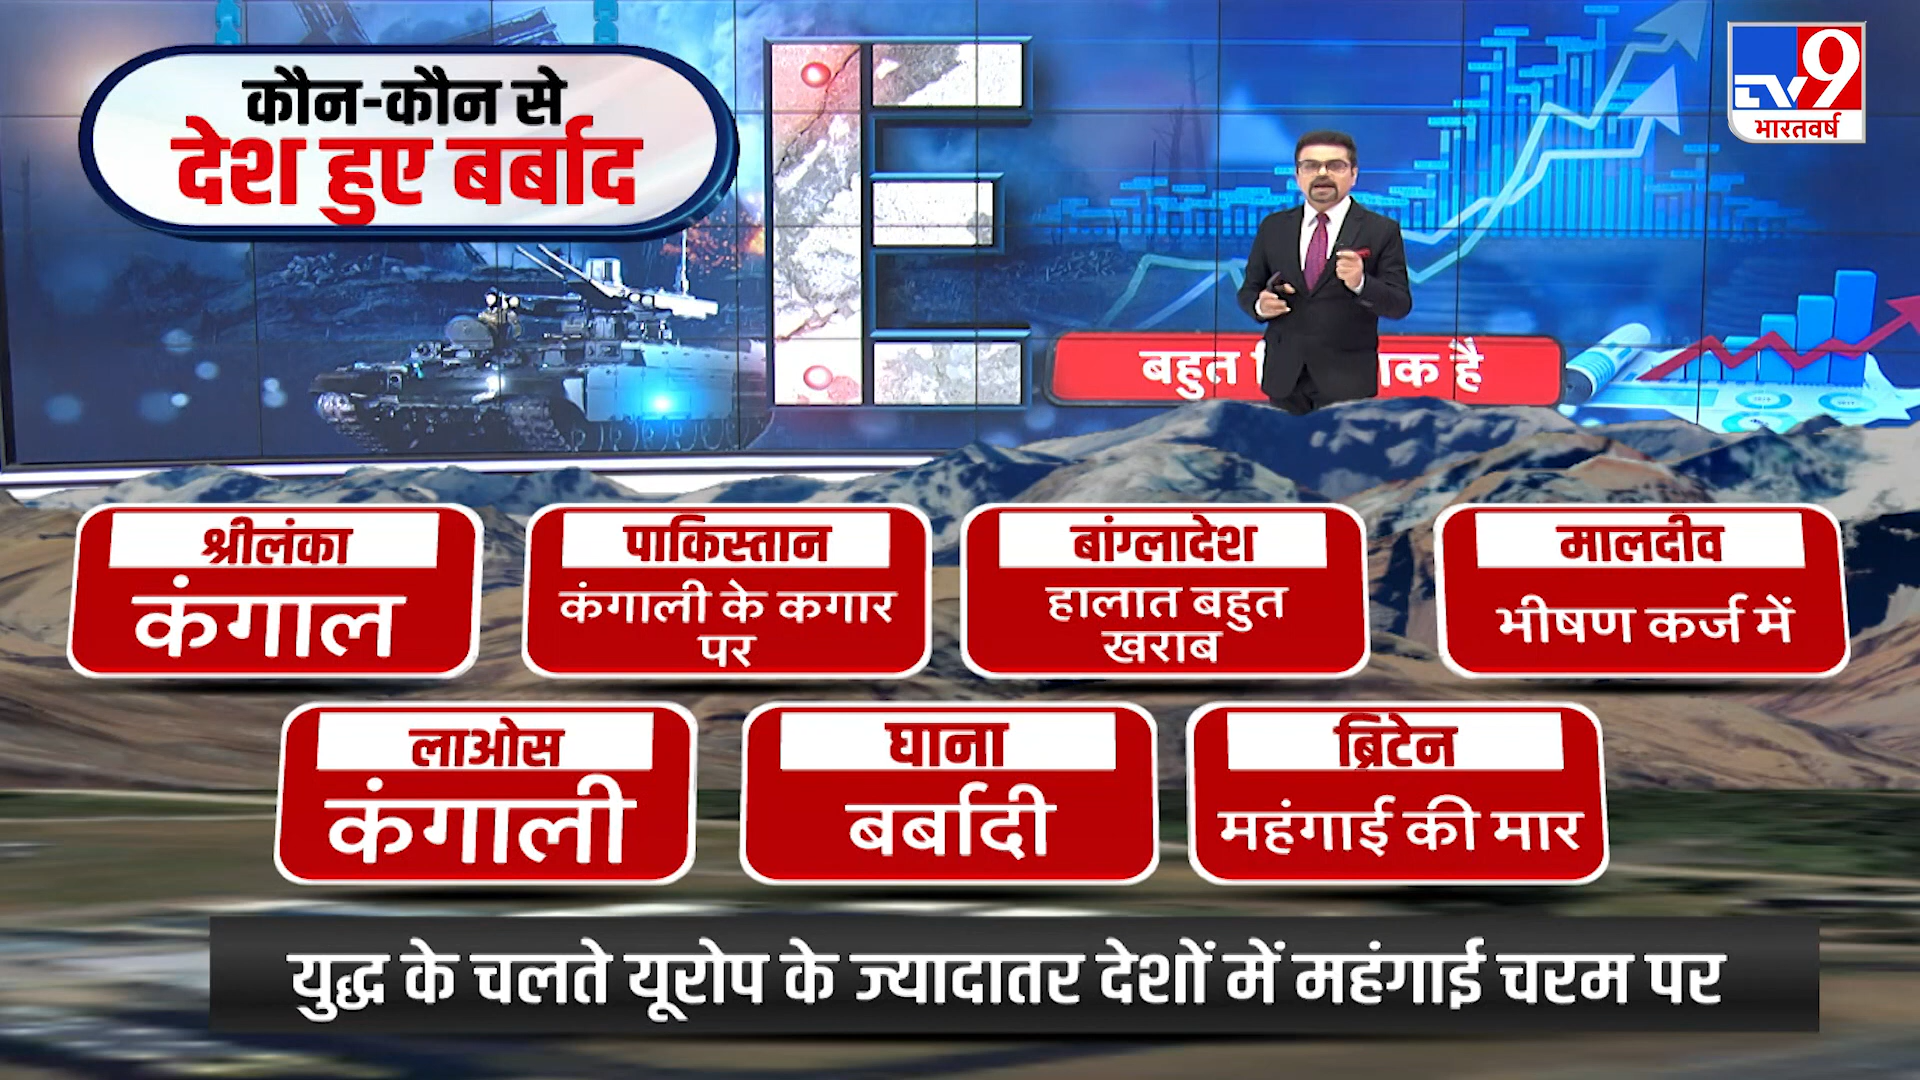 कौन-कौन से
देश हुए बर्बाद
TV9
भारतवर्ष
E
बहुत
है
श्रीलंका
कंगाल
पाकिस्तान
कंगाली के कगार
पर
बांग्लादेश
हालात बहुत
खराब
मालदीव
भीषण कर्ज में
लाओस
कंगाली
घाना
बर्बादी
ब्रिटेन
महंगाई की मार
युद्ध के चलते यूरोप के ज्यादातर देशों में महंगाई चरम पर